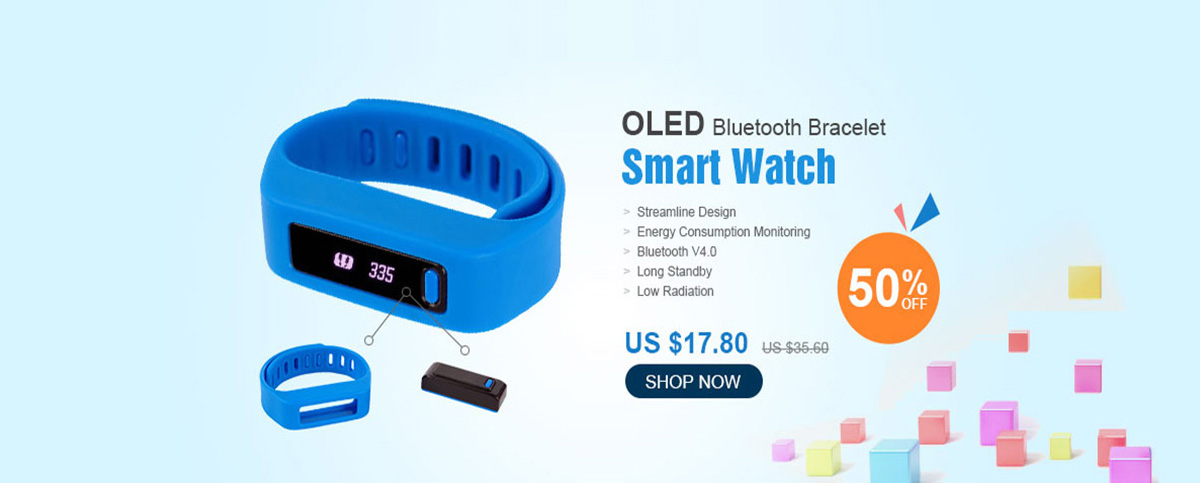 OLED Bluetooth Bracelet
Smart Watch
> Streamline Design
> Energy Consumption Monitoring
> Bluetooth V4.0
> Long Standby
> Low Radiation
50% OFF
335
US $17.80 US $35.60
SHOP NOW